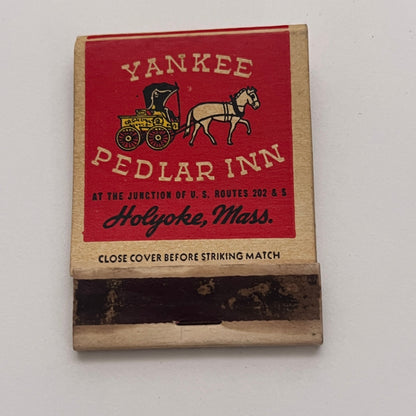 YANKEE
PEDLAR INN
AT THE JUNCTION OF U. S. ROUTES 202 & 5
Holyoke, Mass.
CLOSE COVER BEFORE STRIKING MATCH